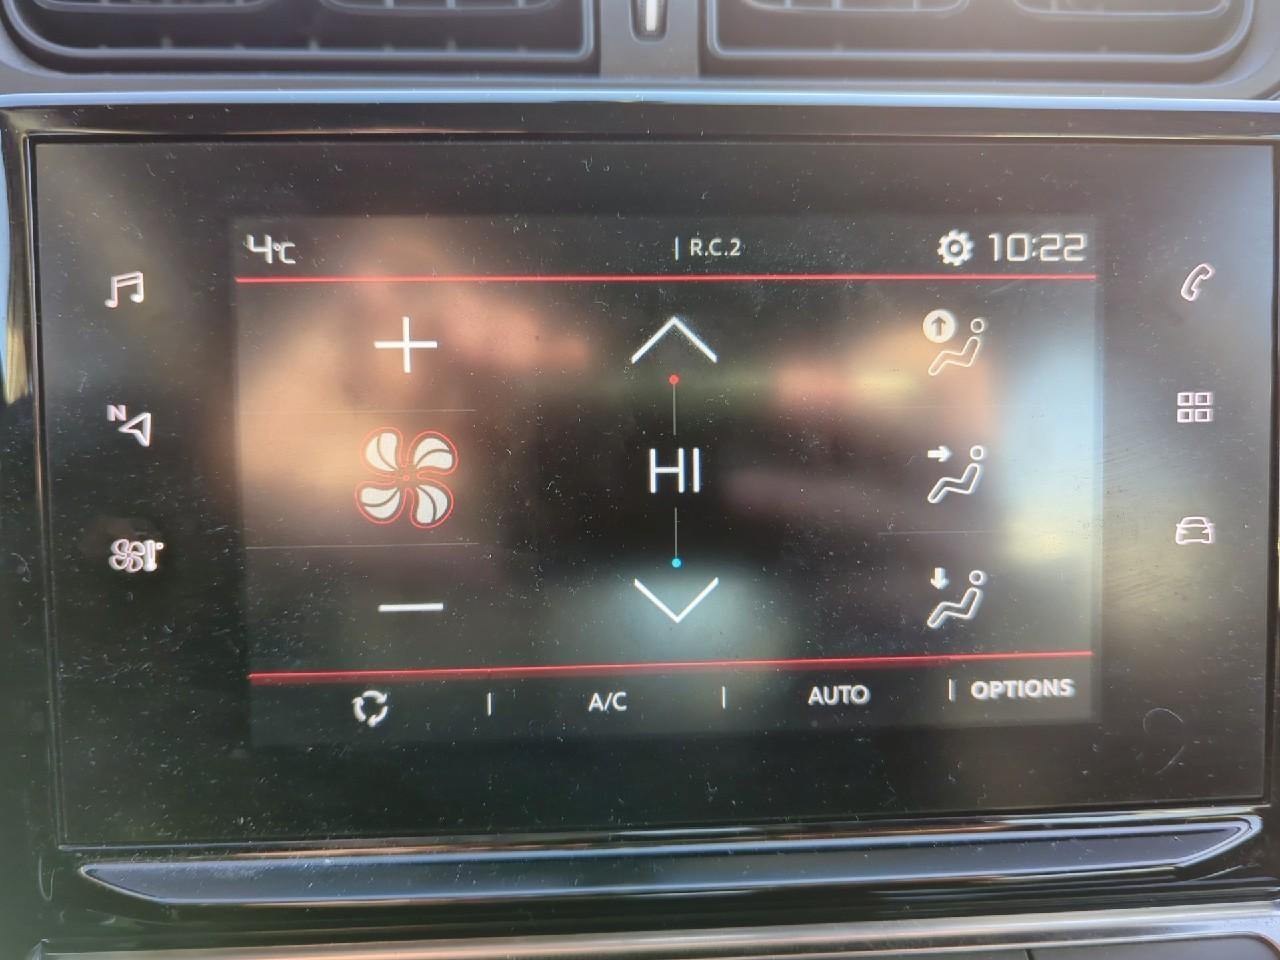 4°C | R.C.2 10:22
N
HI
A/C | AUTO | OPTIONS